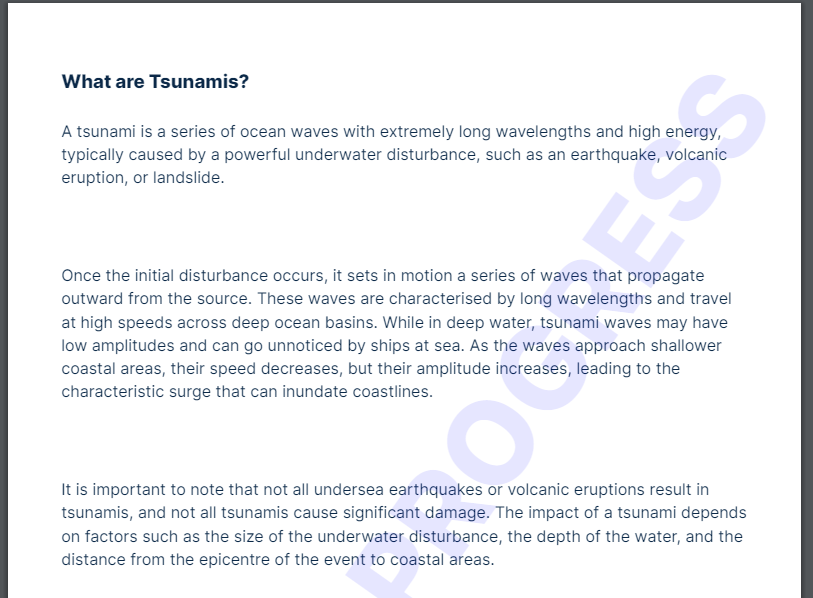 What are Tsunamis?
A tsunami is a series of ocean waves with extremely long wavelengths and high energy,
typically caused by a powerful underwater disturbance, such as an earthquake, volcanic
eruption, or landslide.
Once the initial disturbance occurs, it sets in motion a series of waves that propagate
outward from the source. These waves are characterised by long wavelengths and travel
at high speeds across deep ocean basins. While in deep water, tsunami waves may have
low amplitudes and can go unnoticed by ships at sea. As the waves approach shallower
coastal areas, their speed decreases, but their amplitude increases, leading to the
characteristic surge that can inundate coastlines.
It is important to note that not all undersea earthquakes or volcanic eruptions result in
tsunamis, and not all tsunamis cause significant damage. The impact of a tsunami depends
on factors such as the size of the underwater disturbance, the depth of the water, and the
distance from the epicentre of the event to coastal areas.
PROGRESS